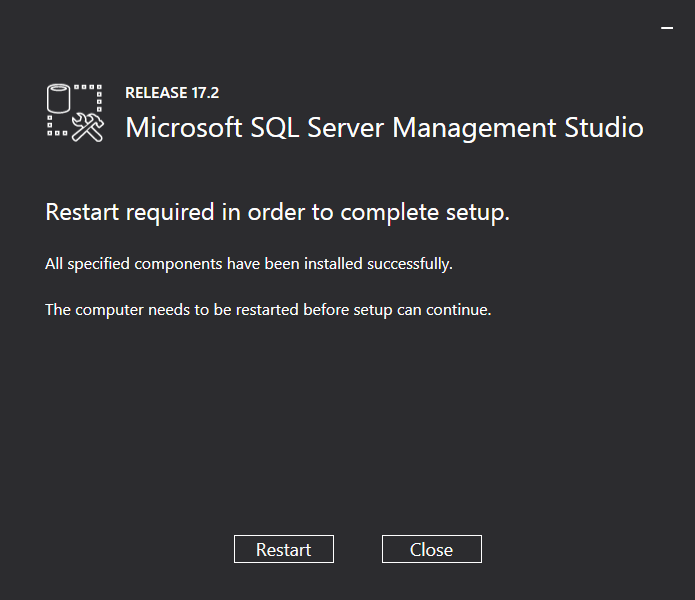 RELEASE 17.2
Microsoft SQL Server Management Studio
Restart required in order to complete setup.
All specified components have been installed successfully.
The computer needs to be restarted before setup can continue.
Restart
Close